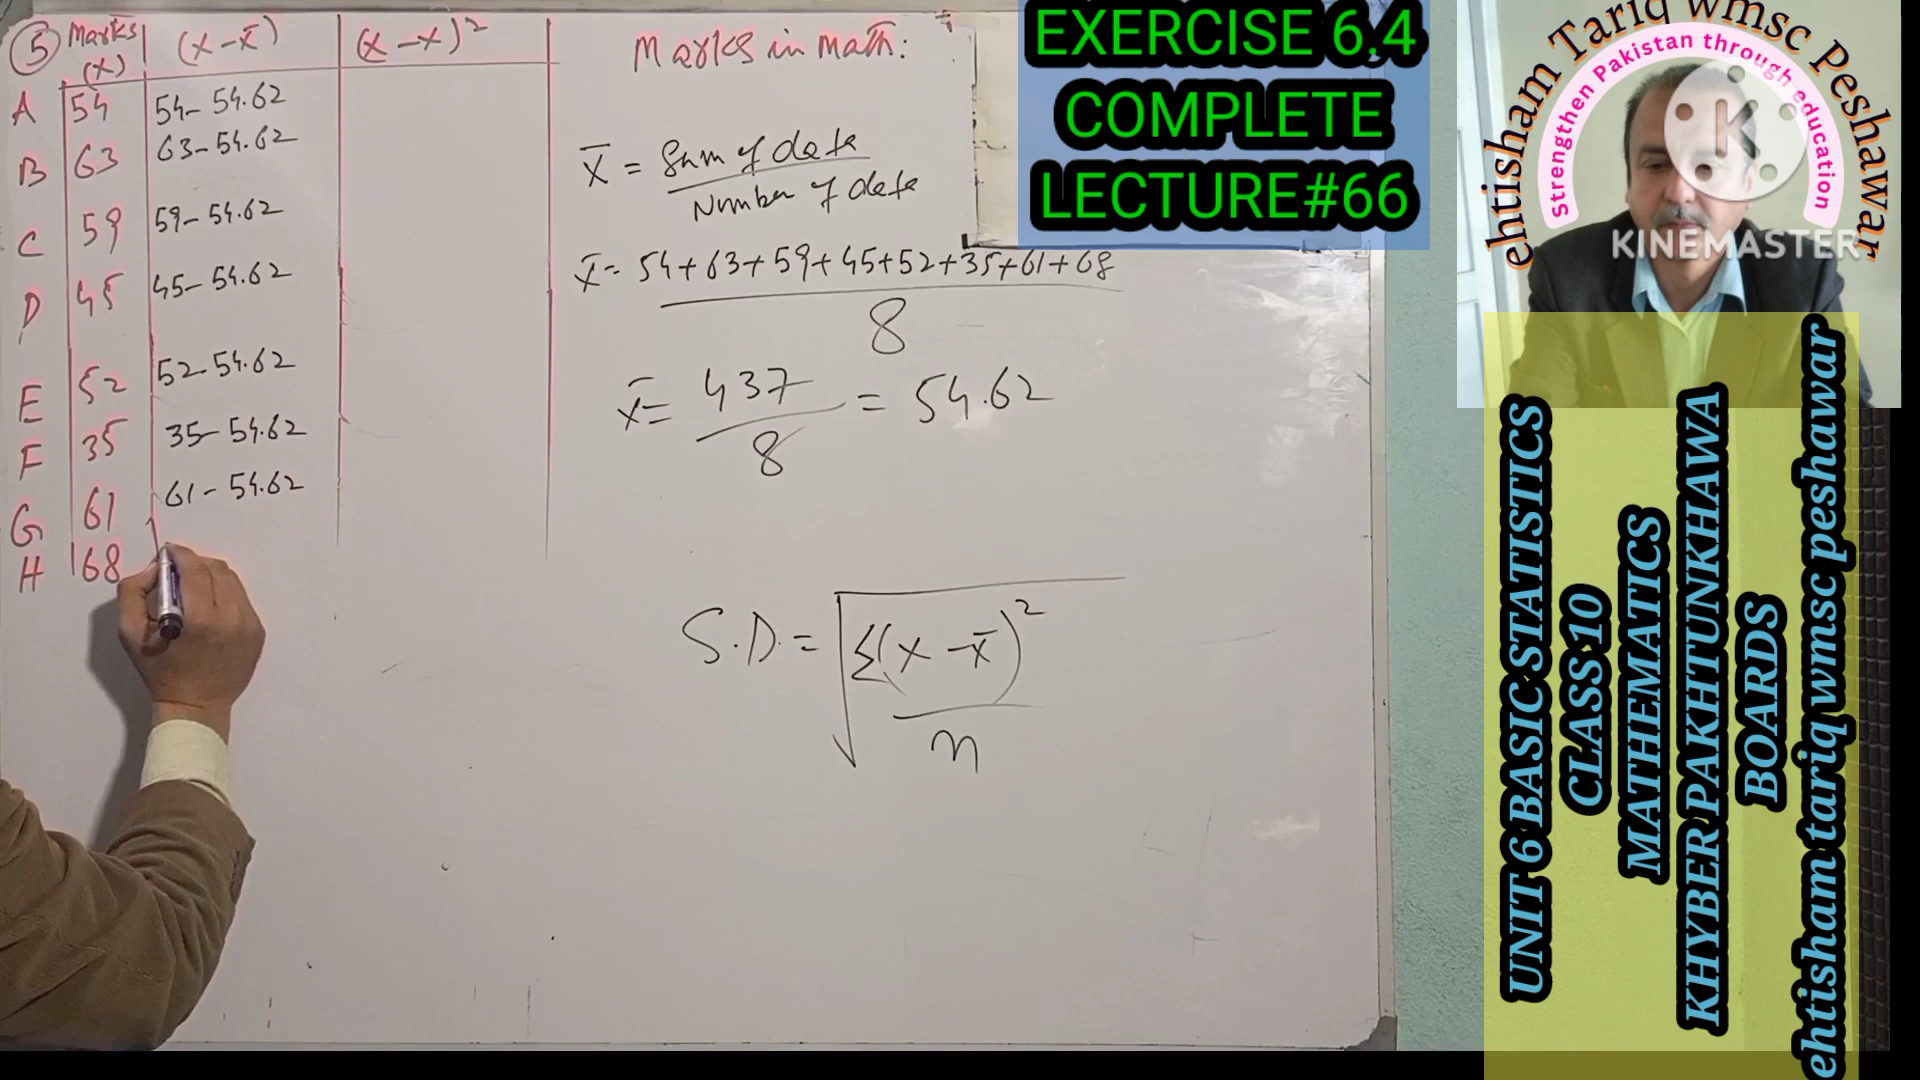 5 Marks (X) (x-x̄) (x-x)²
A 54 54- 54.62
B 63 63-54.62
C 59 59-54.62
D 45 45-54.62
E 52 52-54.62
F 35 35-54.62
G 61 61-54.62
H 68
Marks in math:
x̄ = Sum of data
Number of data
x̄= 54+63+59+45+52+35+61+68
8
x̄= 437
8
= 54.62
S.D.= √Σ(x-x̄)²
n
EXERCISE 6.4
COMPLETE
LECTURE#66
ehtisham Tariq wmsc Peshawar
Strengthen Pakistan through education
K
KINEMASTER
UNIT 6 BASIC STATISTICS
CLASS 10
MATHEMATICS
KHYBER PAKHTUNKHAWA
BOARDS
ehtisham tariq wmsc peshawar